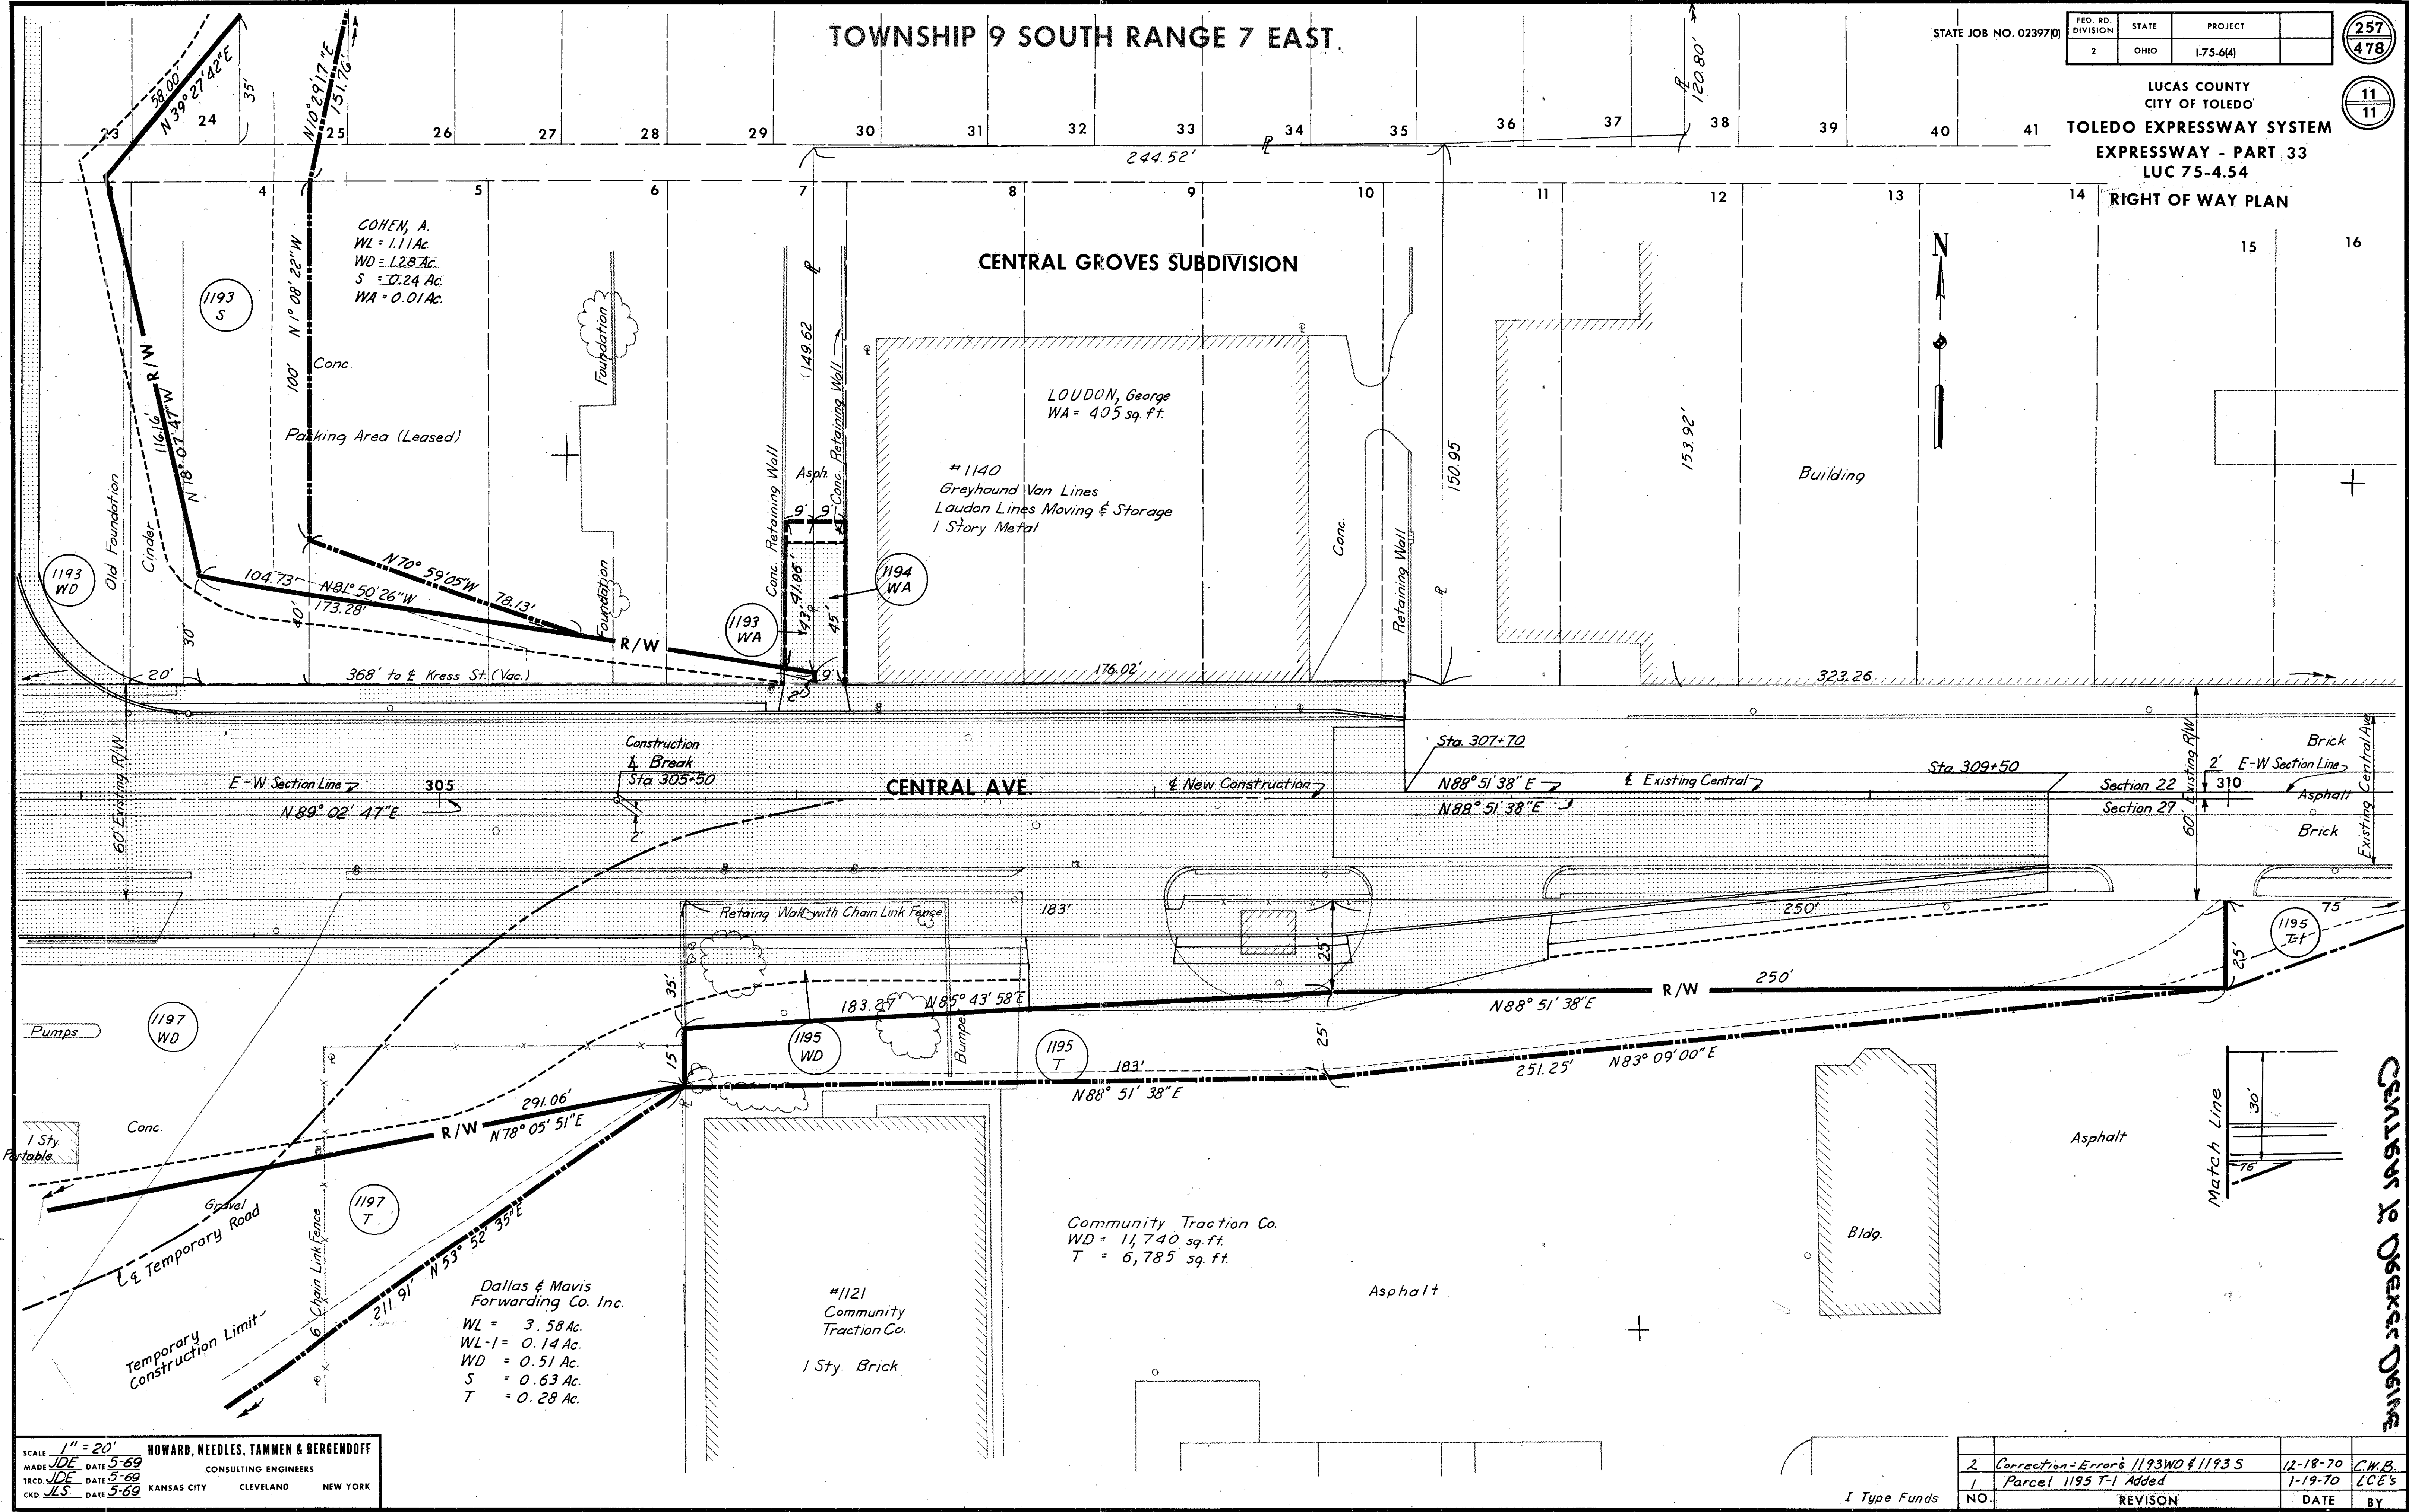 TOWNSHIP 9 SOUTH RANGE 7 EAST.
STATE JOB NO. 02397(0)
FED. RD. DIVISION STATE PROJECT
2 OHIO I-75-6(4)
257
478
LUCAS COUNTY
CITY OF TOLEDO
11
11
TOLEDO EXPRESSWAY SYSTEM
EXPRESSWAY - PART 33
LUC 75-4.54
RIGHT OF WAY PLAN
58.00'
N 39° 27' 42" E
35'
N 10° 29' 17" E
151.76'
120.80'
23 24 25 26 27 28 29 30 31 32 33 34 35 36 37 38 39 40 41
244.52'
4 5 6 7 8 9 10 11 12 13 14 15 16
COHEN, A.
WL = 1.11 Ac.
WD = 1.28 Ac.
S = 0.24 Ac.
WA = 0.01 Ac.
CENTRAL GROVES SUBDIVISION
N
1193
S
N 1° 08' 22" W
100'
Conc.
Foundation
149.62
Conc. Retaining Wall
R/W
116.16'
N 18° 07' 47" W
Parking Area (Leased)
LOUDON, George
WA = 405 sq. ft.
#1140
Greyhound Van Lines
Laudon Lines Moving & Storage
1 Story Metal
Asph.
9' 9'
Conc. Retaining Wall
150.95
153.92'
Building
Conc.
Retaining Wall
Old Foundation
Cinder
1193
WD
104.73'
N 81° 50' 26" W
173.28'
N 70° 59' 05" W
78.13'
Foundation
40'
30'
41.06'
43'
45'
1194
WA
1193
WA
R/W
20'
368' to ₵ Kress St. (Vac.)
9'
2'
176.02'
323.26
60' Existing R/W
Construction
₵ Break
Sta 305+50
E-W Section Line
305
N 89° 02' 47" E
2'
CENTRAL AVE.
₵ New Construction
Sta. 307+70
N 88° 51' 38" E
N 88° 51' 38" E
₵ Existing Central
Sta. 309+50
Section 22
Section 27
60' Existing R/W
2'
310
E-W Section Line
Brick
Asphalt
Brick
Existing Central Ave
Retaing Wall with Chain Link Fence
183'
25'
250'
75'
1195
T-1
25'
35'
183.27
N 85° 43' 58" E
250'
R/W
N 88° 51' 38" E
Pumps
1197
WD
1195
WD
Bumper
1195
T
25'
15'
183'
N 88° 51' 38" E
251.25'
N 83° 09' 00" E
291.06'
R/W
N 78° 05' 51" E
Conc.
1 Sty.
Portable
Gravel
₵ Temporary Road
1197
T
6' Chain Link Fence
211.91'
N 53° 52' 35" E
Temporary
Construction Limit
Dallas & Mavis
Forwarding Co. Inc.
WL = 3.58 Ac.
WL-1 = 0.14 Ac.
WD = 0.51 Ac.
S = 0.63 Ac.
T = 0.28 Ac.
#1121
Community
Traction Co.
1 Sty. Brick
Community Traction Co.
WD = 11,740 sq. ft.
T = 6,785 sq. ft.
Asphalt
Bldg.
Asphalt
Match Line
30'
75'
CENTRAL TO DREXEL DRIVE
SCALE 1" = 20'
MADE JDE DATE 5-69
TRCD. JDE DATE 5-69
CKD. JLS DATE 5-69
HOWARD, NEEDLES, TAMMEN & BERGENDOFF
CONSULTING ENGINEERS
KANSAS CITY CLEVELAND NEW YORK
I Type Funds
2 Correction-Errors 1193WD & 1193 S 12-18-70 C.W.B.
1 Parcel 1195 T-1 Added 1-19-70 LCE's
NO. REVISON DATE BY